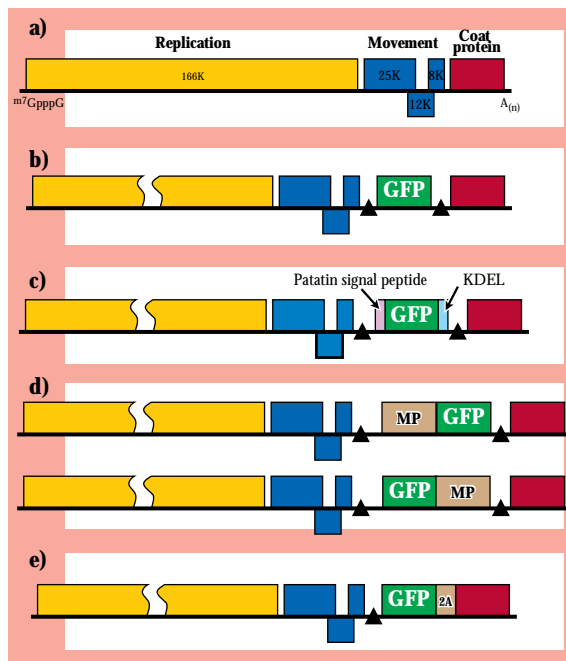 a)
Replication Movement Coat protein
166K 25K 8K
12K
m7GpppG A(n)
b)
GFP
c)
Patatin signal peptide KDEL
GFP
d)
MP GFP
GFP MP
e)
GFP 2A